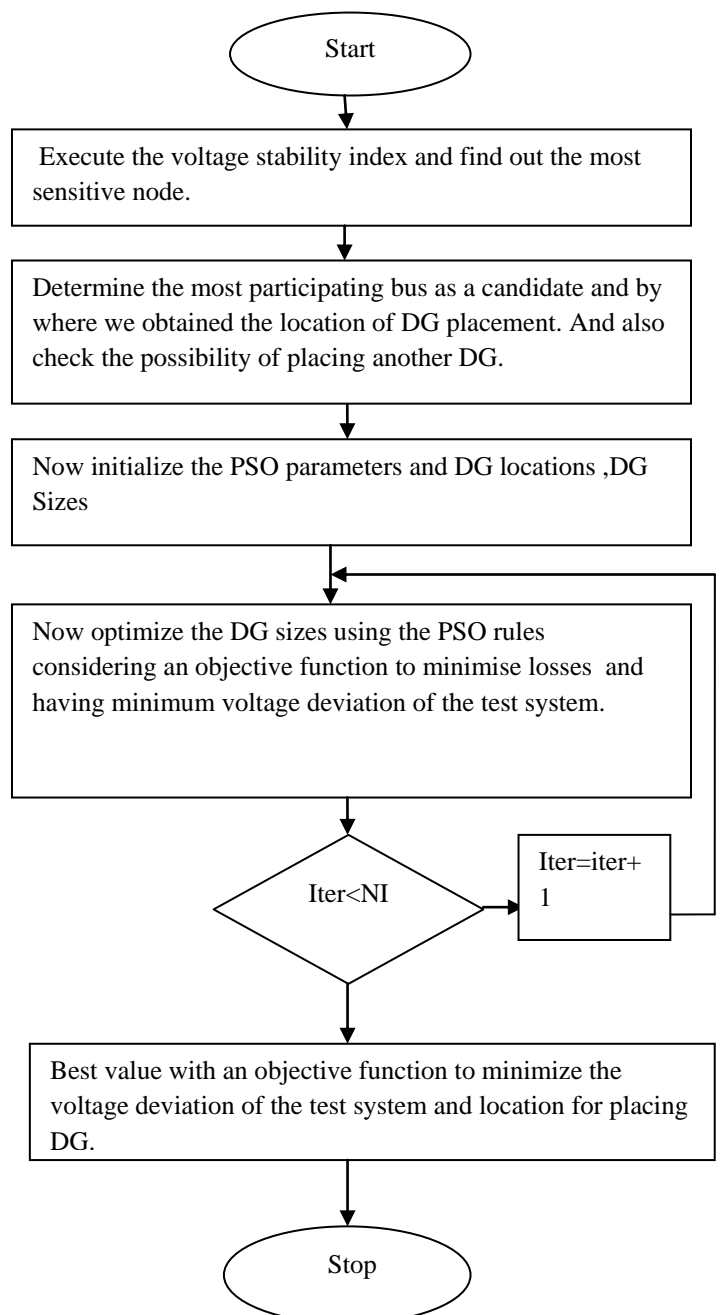 Start
Execute the voltage stability index and find out the most
sensitive node.
Determine the most participating bus as a candidate and by
where we obtained the location of DG placement. And also
check the possibility of placing another DG.
Now initialize the PSO parameters and DG locations ,DG
Sizes
Now optimize the DG sizes using the PSO rules
considering an objective function to minimise losses and
having minimum voltage deviation of the test system.
Iter<NI
Iter=iter+
1
Best value with an objective function to minimize the
voltage deviation of the test system and location for placing
DG.
Stop